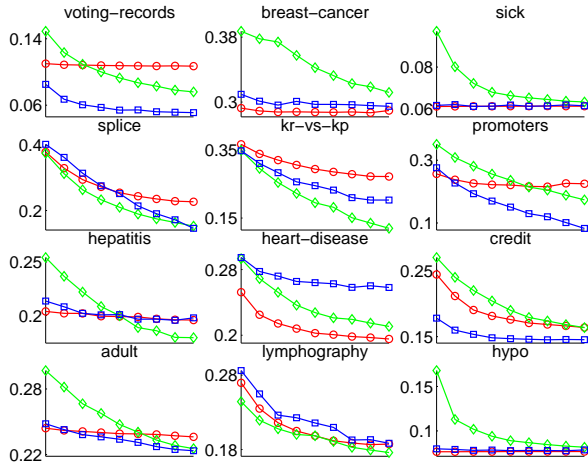 voting-records breast-cancer sick
0.14 0.38 0.08
0.06 0.3 0.06
splice kr-vs-kp promoters
0.4 0.35 0.3
0.2 0.15 0.1
hepatitis heart-disease credit
0.25 0.28 0.25
0.2 0.2 0.15
adult lymphography hypo
0.28 0.28 0.15
0.22 0.18 0.1